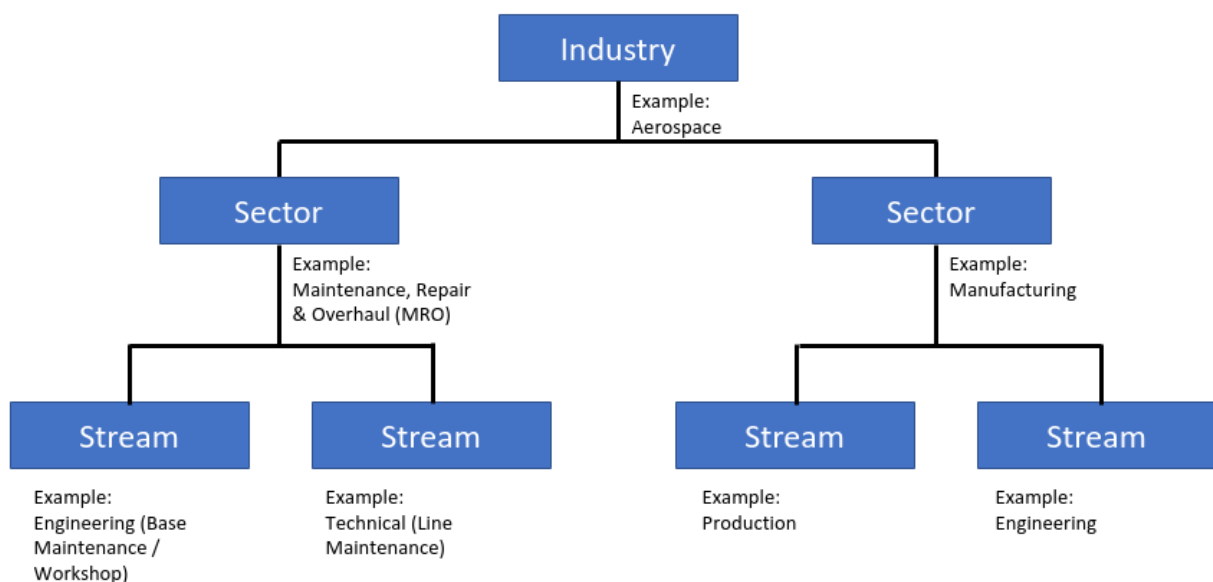 Industry
Example:
Aerospace
Sector
Sector
Example:
Maintenance, Repair
& Overhaul (MRO)
Example:
Manufacturing
Stream
Stream
Stream
Stream
Example:
Engineering (Base
Maintenance /
Workshop)
Example:
Technical (Line
Maintenance)
Example:
Production
Example:
Engineering